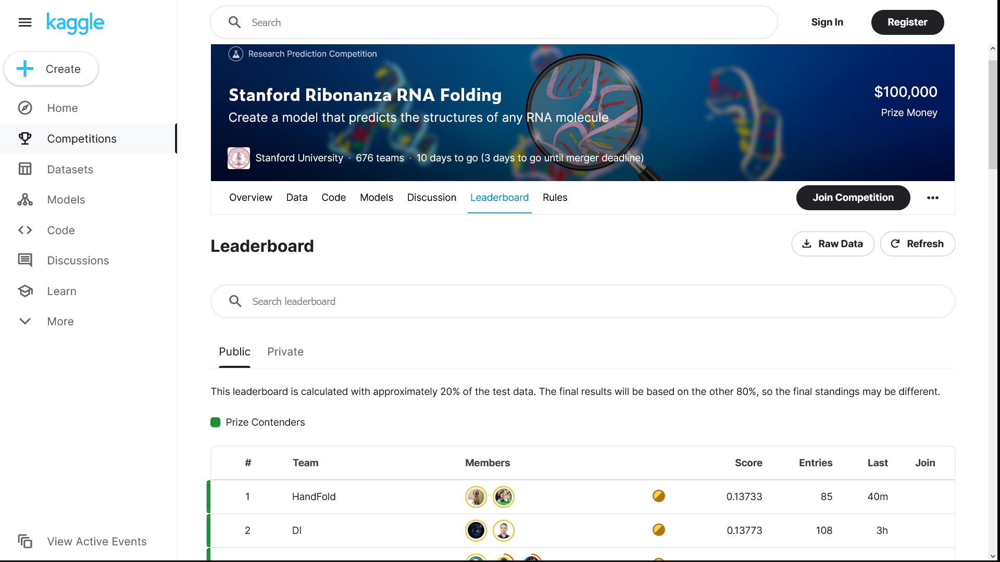 kaggle
Search
Sign In
Register
Create
Home
Competitions
Datasets
Models
Code
Discussions
Learn
More
View Active Events
Research Prediction Competition
Stanford Ribonanza RNA Folding
Create a model that predicts the structures of any RNA molecule
$100,000
Prize Money
Stanford University · 676 teams · 10 days to go (3 days to go until merger deadline)
Overview Data Code Models Discussion Leaderboard Rules
Join Competition
Leaderboard
Raw Data
Refresh
Search leaderboard
Public Private
This leaderboard is calculated with approximately 20% of the test data. The final results will be based on the other 80%, so the final standings may be different.
Prize Contenders
# Team Members Score Entries Last Join
1 HandFold 0.13733 85 40m
2 DI 0.13773 108 3h